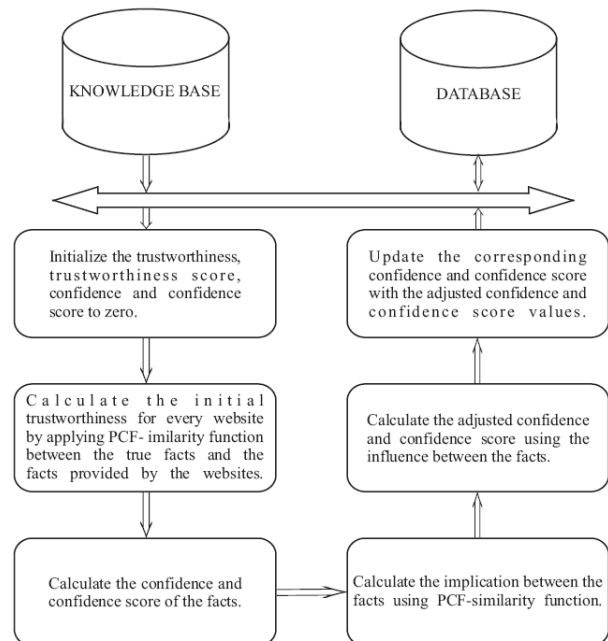 KNOWLEDGE BASE
DATABASE
Initialize the trustworthiness,
trustworthiness score,
confidence and confidence
score to zero.
Calculate the initial
trustworthiness for every website
by applying PCF- imilarity function
between the true facts and the
facts provided by the websites.
Calculate the confidence and
confidence score of the facts.
Calculate the implication between the
facts using PCF-similarity function.
Calculate the adjusted confidence
and confidence score using the
influence between the facts.
Update the corresponding
confidence and confidence score
with the adjusted confidence and
confidence score values.